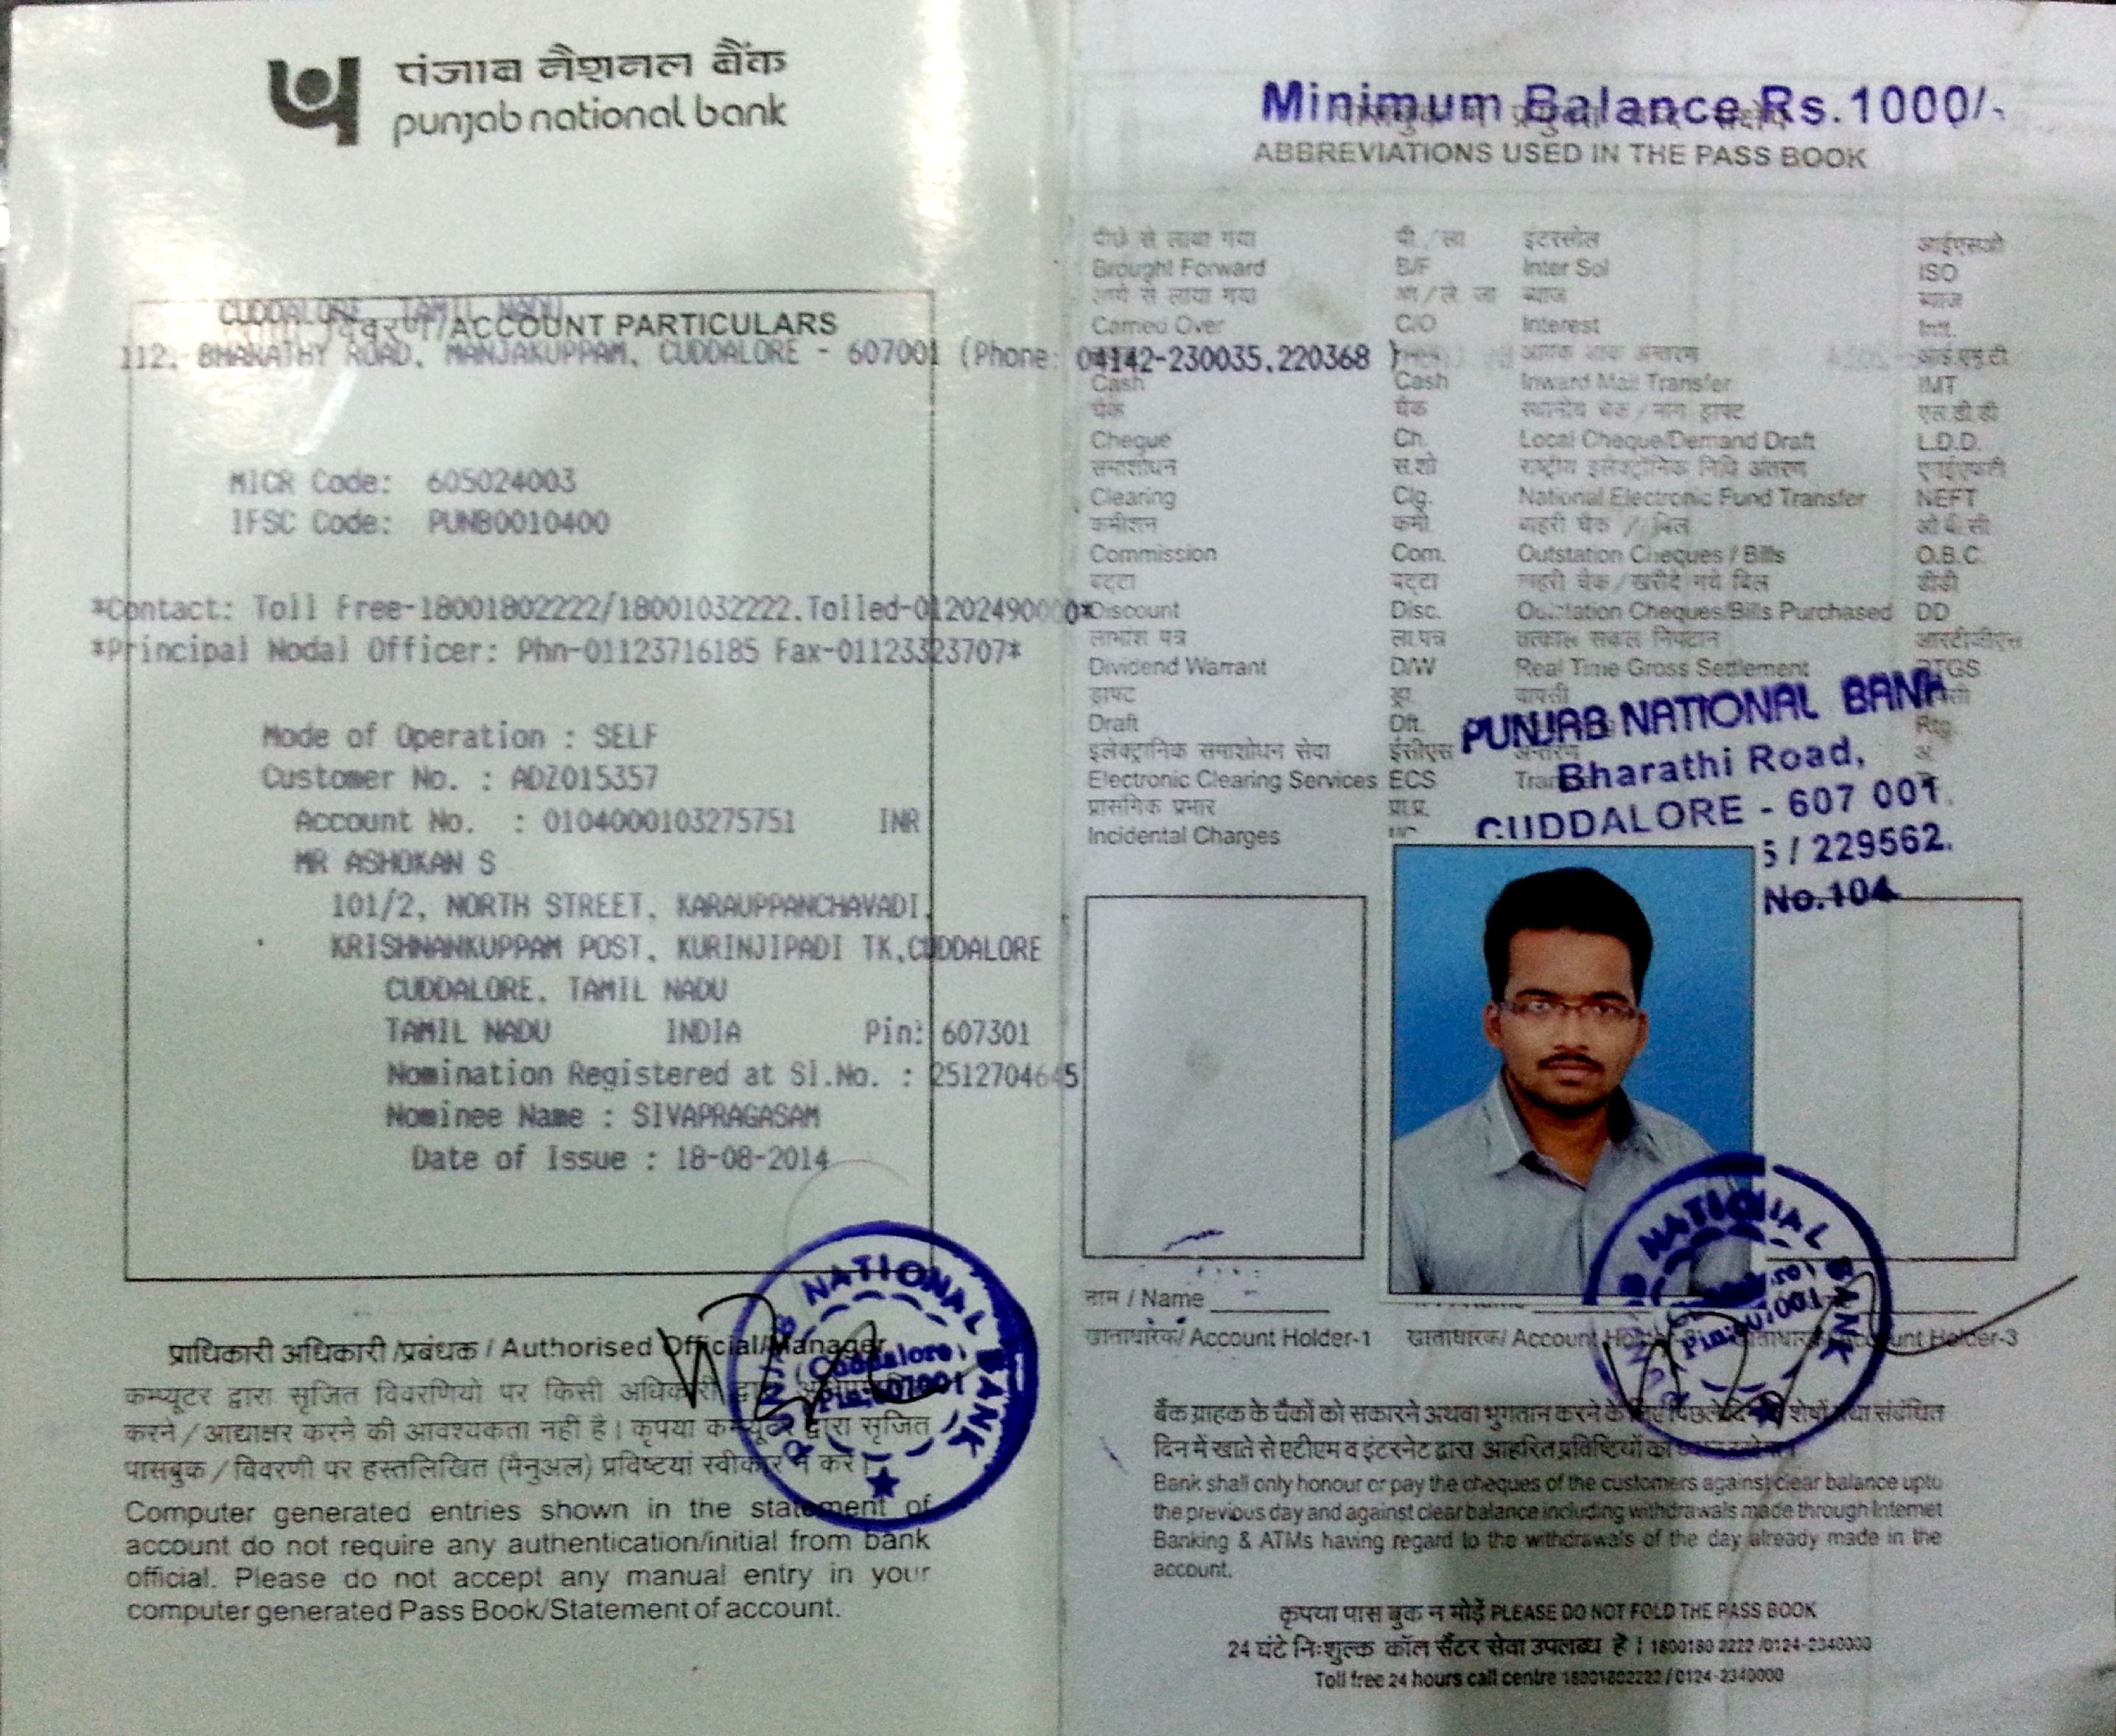 पंजाब नैशनल बैंक
punjab national bank
CUDDALORE, TAMIL NADU
विवरण/ACCOUNT PARTICULARS
112, BHARATHY ROAD, MANJAKUPPAM, CUDDALORE - 607001 (Phone: 04142-230035,220368 )
MICR Code: 605024003
IFSC Code: PUNB0010400
*Contact: Toll Free-18001802222/18001032222,Tolled-01202490000*
*Principal Nodal Officer: Phn-01123716185 Fax-01123323707*
Mode of Operation : SELF
Customer No. : ADZ015357
Account No. : 0104000103275751 INR
MR ASHOKAN S
101/2, NORTH STREET, KARAUPPANCHAVADI,
KRISHNANKUPPAM POST, KURINJIPADI TK,CUDDALORE
CUDDALORE, TAMIL NADU
TAMIL NADU INDIA Pin: 607301
Nomination Registered at Sl.No. : 2512704645
Nominee Name : SIVAPRAGASAM
Date of Issue : 18-08-2014
प्राधिकारी अधिकारी /प्रबंधक / Authorised Official/Manager
कम्प्यूटर द्वारा सृजित विवरणियो पर किसी अधिकारी द्वारा
करने / आद्याक्षर करने की आवश्यकता नहीं है। कृपया कम्प्यूटर द्वारा सृजित
पासबुक / विवरणी पर हस्तलिखित (मैनुअल) प्रविष्टयां स्वीकार न करें।
Computer generated entries shown in the statement of
account do not require any authentication/initial from bank
official. Please do not accept any manual entry in your
computer generated Pass Book/Statement of account.
NATIONAL BANK
(Cuddalore)
Pin:607001
Minimum Balance Rs.1000/-
ABBREVIATIONS USED IN THE PASS BOOK
पीछे से लाया गया पी./ला इंटरसोल आईएसओ
Brought Forward B/F Inter Sol ISO
आगे से लाया गया आ/ले जा ब्याज ब्याज
Carried Over C/O Interest Intt.
आवक डाक अन्तरण आई.एम.टी
Cash Cash Inward Mail Transfer IMT
चैक चैक स्थानीय चैक / मांग ड्राफ्ट एल.डी.डी
Cheque Ch. Local Cheque/Demand Draft L.D.D.
समाशोधन स.शो राष्ट्रीय इलेक्ट्रॉनिक निधि अंतरण एनईएफटी
Clearing Clg. National Electronic Fund Transfer NEFT
कमीशन कमी. बाहरी चैक / बिल ओ.बी.सी
Commission Com. Outstation Cheques / Bills O.B.C.
बट्टा बट्टा बाहरी चैक / खरीदे गये बिल डीडी
Discount Disc. Outstation Cheques/Bills Purchased DD
लाभांश पत्र ला.पत्र तत्काल सकल निपटान आरटीजीएस
Dividend Warrant D/W Real Time Gross Settlement RTGS
ड्राफ्ट ड्रा. वापसी
Draft Dft. Rtg.
इलेक्ट्रानिक समाशोधन सेवा ईसीएस अन्तरण अ.
Electronic Clearing Services ECS
प्रासंगिक प्रभार प्रा.प्र.
Incidental Charges
PUNJAB NATIONAL BANK
Bharathi Road,
CUDDALORE - 607 001.
5 / 229562.
No.104
नाम / Name
खाताधारक/ Account Holder-1 खाताधारक/ Account Holder-2 खाताधारक/ Account Holder-3
NATIONAL BANK
बैंक ग्राहक के चैकों को सकारने अथवा भुगतान करने के लिए पिछले दिन के शेषों तथा संबंधित
दिन में खाते से एटीएम व इंटरनेट द्वारा आहरित प्रविष्टियों का
Bank shall only honour or pay the cheques of the customers against clear balance upto
the previous day and against clear balance including withdrawals made through Internet
Banking & ATMs having regard to the withdrawals of the day already made in the
account.
कृपया पास बुक न मोड़ें PLEASE DO NOT FOLD THE PASS BOOK
24 घंटे निःशुल्क कॉल सैंटर सेवा उपलब्ध है। 1800180 2222 /0124-2340000
Toll free 24 hours call centre 18001802222 / 0124-2340000